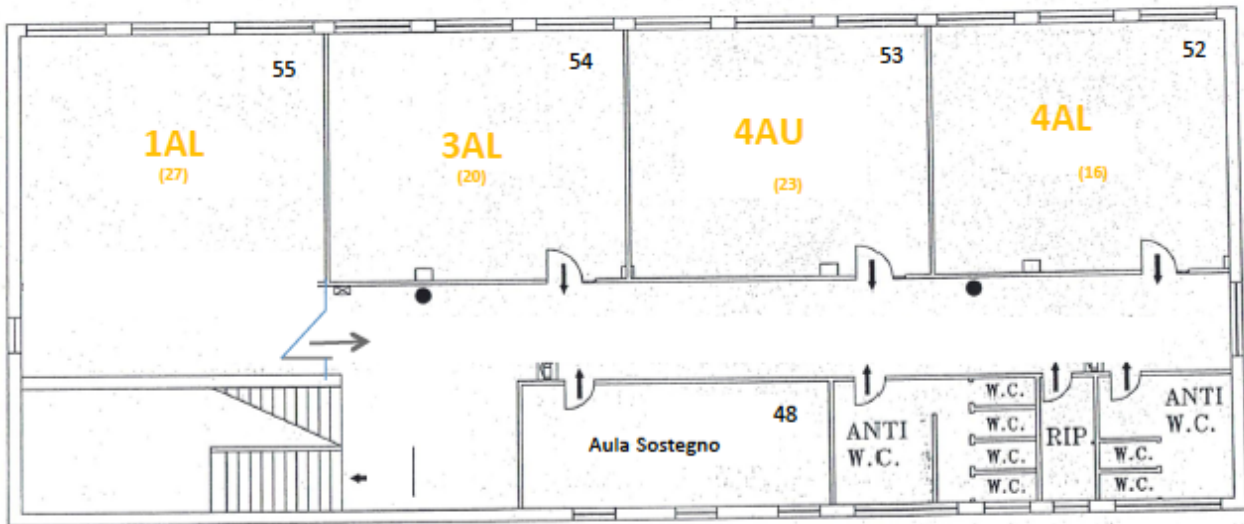 55
1AL
(27)
54
3AL
(20)
53
4AU
(23)
52
4AL
(16)
48
Aula Sostegno
ANTI
W.C.
W.C.
W.C.
W.C.
W.C.
RIP.
ANTI
W.C.
W.C.
W.C.